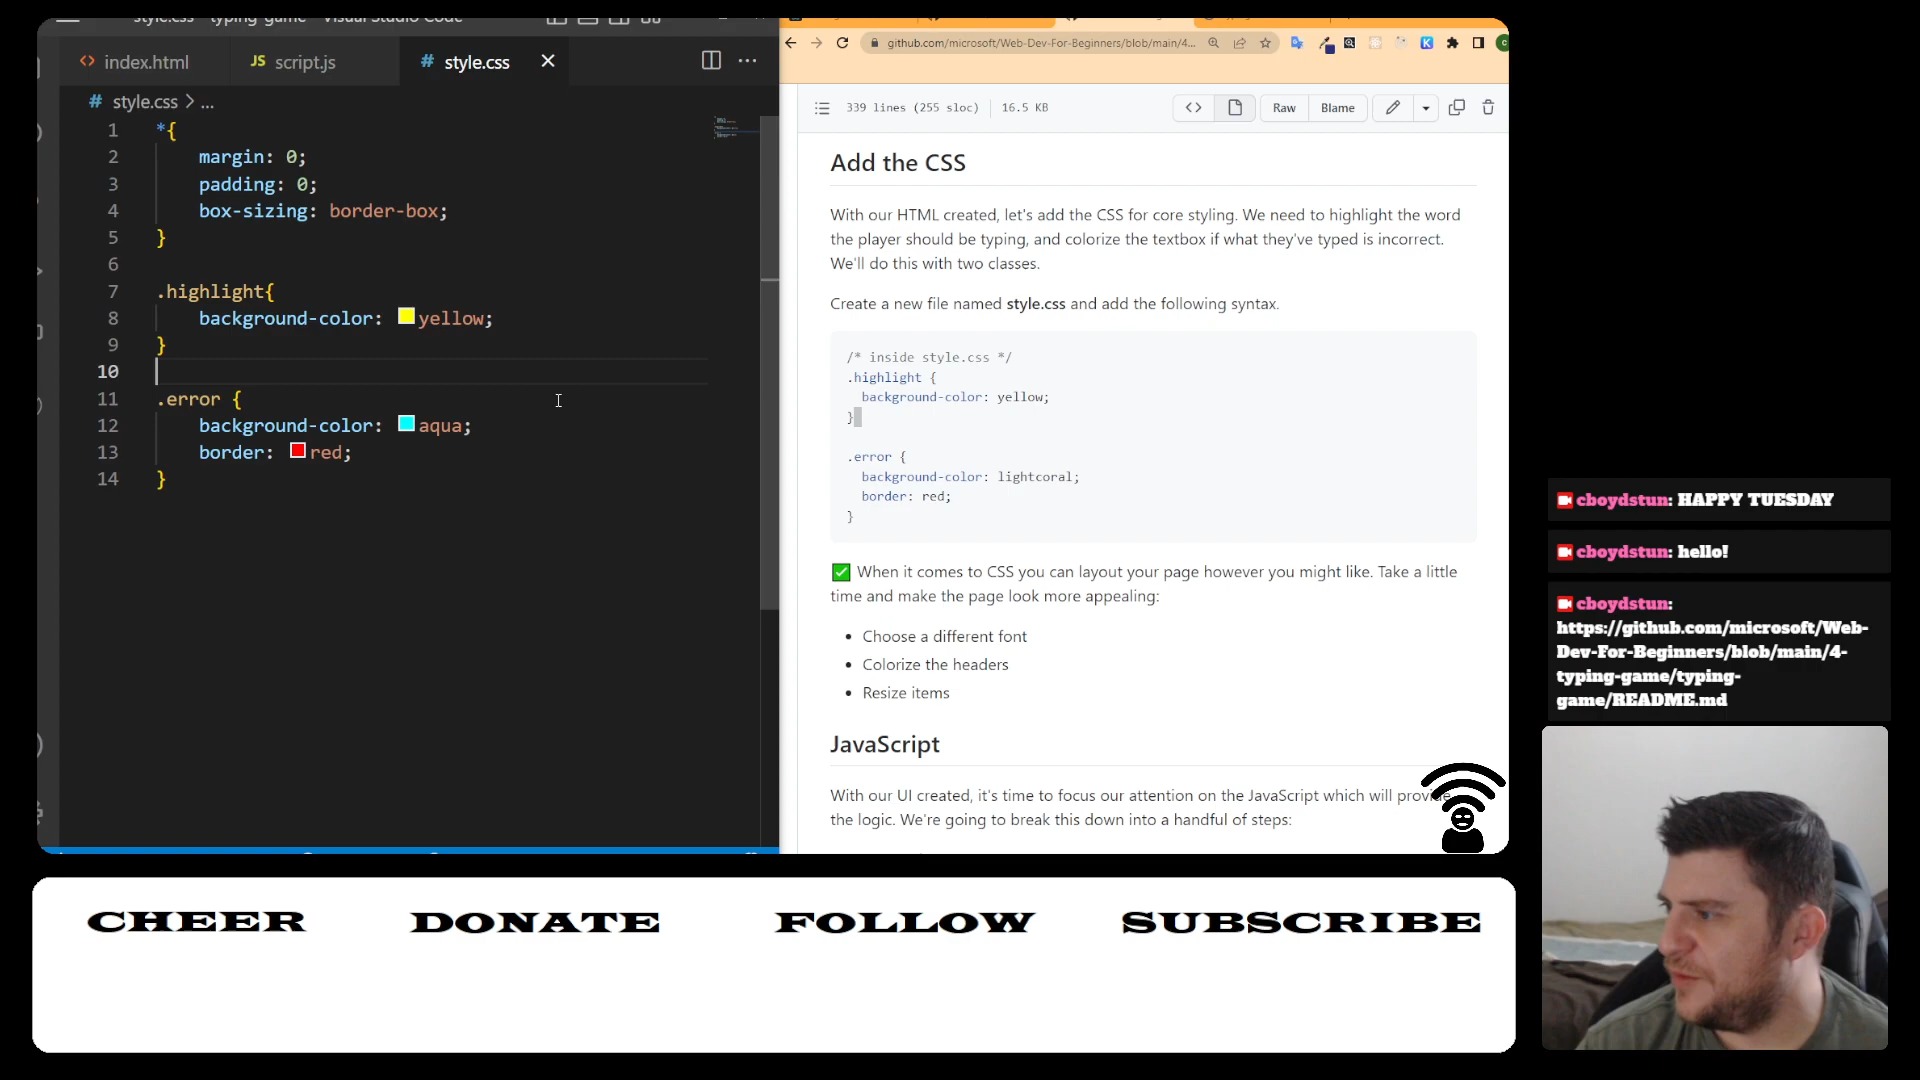 style.css - typing-game - Visual Studio Code
<> index.html
JS script.js
# style.css ×
# style.css > ...
1 *{
2 margin: 0;
3 padding: 0;
4 box-sizing: border-box;
5 }
6
7 .highlight{
8 background-color: yellow;
9 }
10
11 .error {
12 background-color: aqua;
13 border: red;
14 }
github.com/microsoft/Web-Dev-For-Beginners/blob/main/4...
339 lines (255 sloc) 16.5 KB
<> Raw Blame
Add the CSS
With our HTML created, let's add the CSS for core styling. We need to highlight the word
the player should be typing, and colorize the textbox if what they've typed is incorrect.
We'll do this with two classes.
Create a new file named style.css and add the following syntax.
/* inside style.css */
.highlight {
background-color: yellow;
}
.error {
background-color: lightcoral;
border: red;
}
When it comes to CSS you can layout your page however you might like. Take a little
time and make the page look more appealing:
• Choose a different font
• Colorize the headers
• Resize items
JavaScript
With our UI created, it's time to focus our attention on the JavaScript which will provide
the logic. We're going to break this down into a handful of steps:
cboydstun: HAPPY TUESDAY
cboydstun: hello!
cboydstun:
https://github.com/microsoft/Web-
Dev-For-Beginners/blob/main/4-
typing-game/typing-
game/README.md
CHEER DONATE FOLLOW SUBSCRIBE